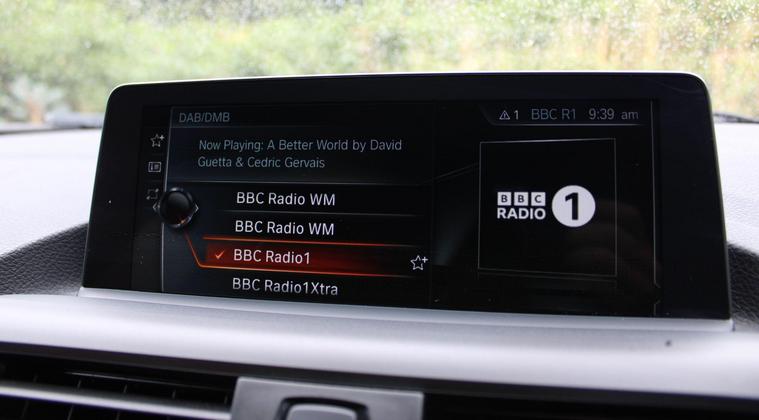 DAB/DMB
1 BBC R1 9:39 am
Now Playing: A Better World by David
Guetta & Cedric Gervais
BBC Radio WM
BBC Radio WM
BBC Radio1
BBC Radio1Xtra
BBC
RADIO 1